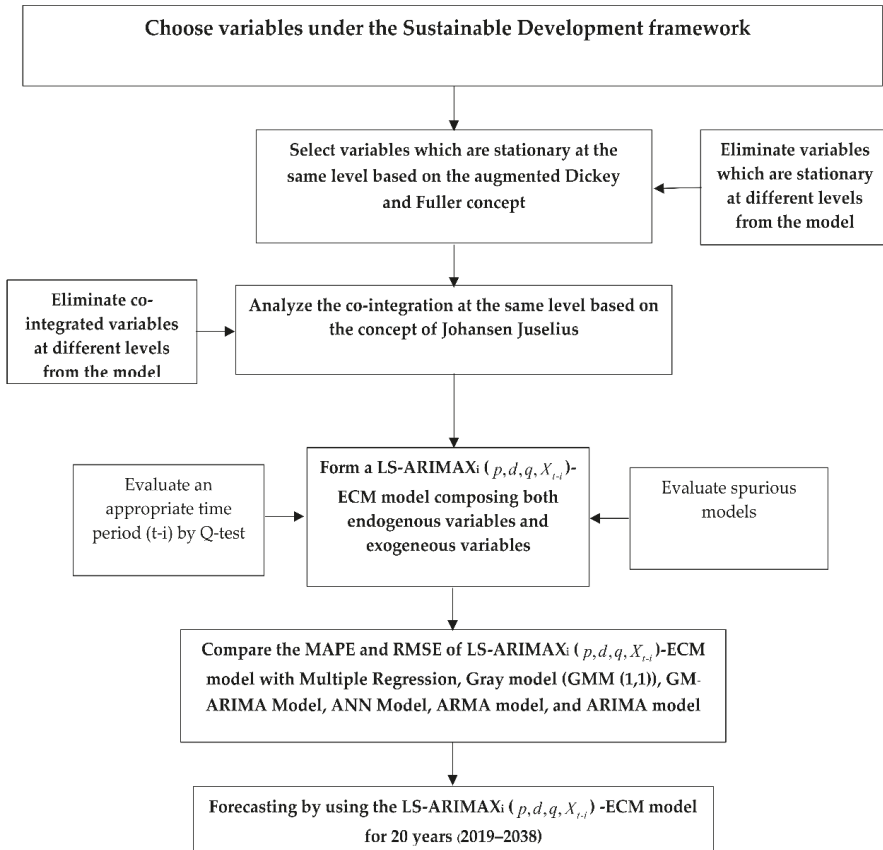 Choose variables under the Sustainable Development framework
Select variables which are stationary at the
same level based on the augmented Dickey
and Fuller concept
Eliminate variables
which are stationary
at different levels
from the model
Eliminate co-
integrated variables
at different levels
from the model
Analyze the co-integration at the same level based on
the concept of Johansen Juselius
Evaluate an
appropriate time
period (t-i) by Q-test
Form a LS-ARIMAXi (p,d,q,X_{t-i})-
ECM model composing both
endogenous variables and
exogeneous variables
Evaluate spurious
models
Compare the MAPE and RMSE of LS-ARIMAXi (p,d,q,X_{t-i})-ECM
model with Multiple Regression, Gray model (GMM (1,1)), GM-
ARIMA Model, ANN Model, ARMA model, and ARIMA model
Forecasting by using the LS-ARIMAXi (p,d,q,X_{t-i}) -ECM model
for 20 years (2019–2038)